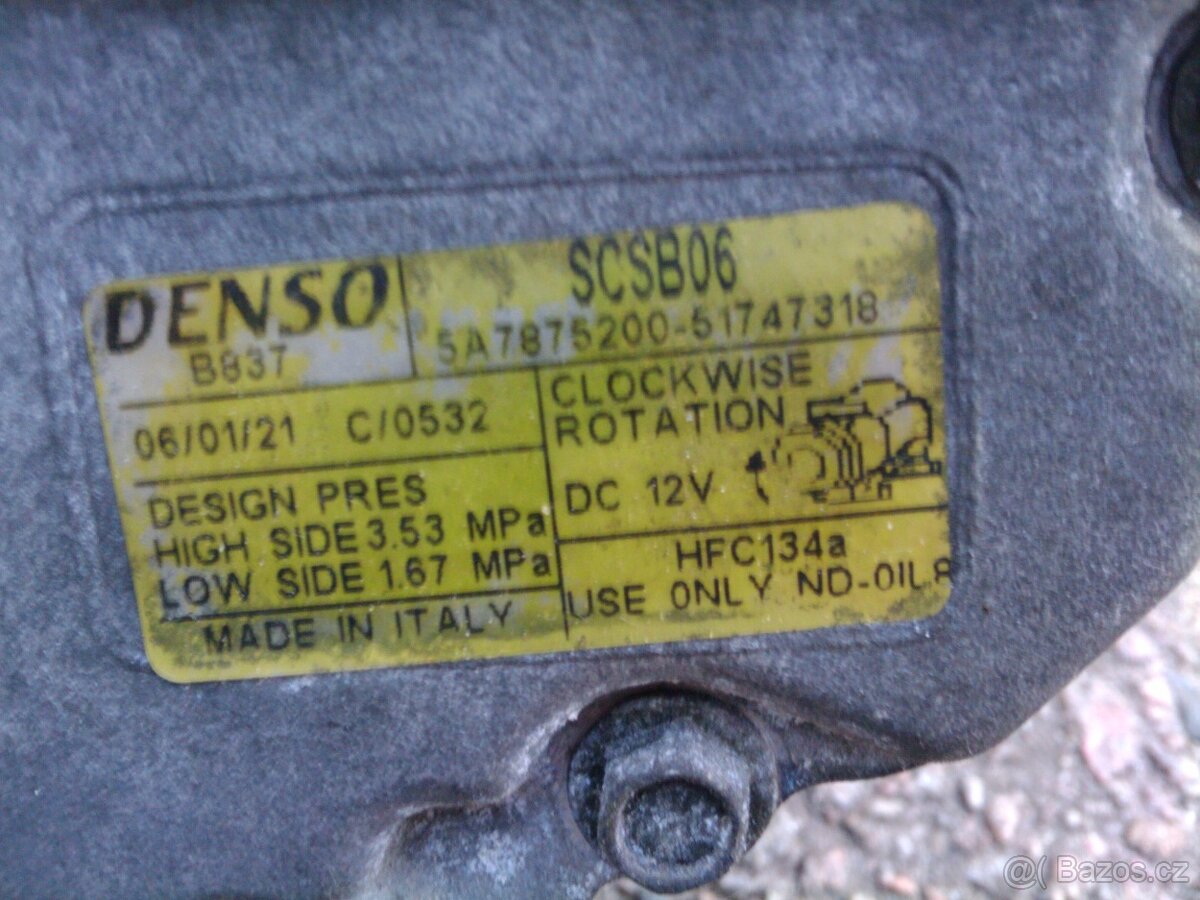 DENSO
B837
SCSB06
5A7875200-51747318
06/01/21 C/0532
CLOCKWISE
ROTATION
DC 12V
DESIGN PRES
HIGH SIDE 3.53 MPa
LOW SIDE 1.67 MPa
MADE IN ITALY
HFC134a
USE ONLY ND-OIL8
@( Bazos.cz